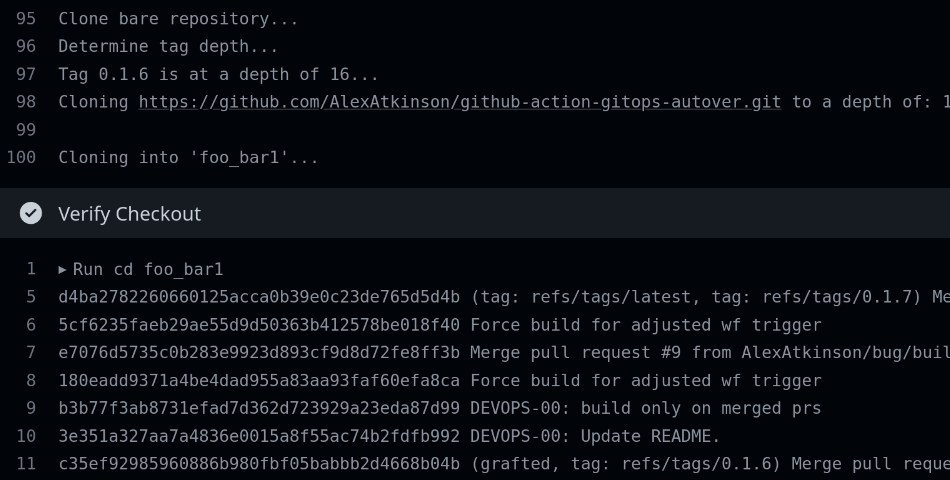 95 Clone bare repository...
96 Determine tag depth...
97 Tag 0.1.6 is at a depth of 16...
98 Cloning https://github.com/AlexAtkinson/github-action-gitops-autover.git to a depth of: 1
99
100 Cloning into 'foo_bar1'...
Verify Checkout
1 ▶ Run cd foo_bar1
5 d4ba2782260660125acca0b39e0c23de765d5d4b (tag: refs/tags/latest, tag: refs/tags/0.1.7) Me
6 5cf6235faeb29ae55d9d50363b412578be018f40 Force build for adjusted wf trigger
7 e7076d5735c0b283e9923d893cf9d8d72fe8ff3b Merge pull request #9 from AlexAtkinson/bug/buil
8 180eadd9371a4be4dad955a83aa93faf60efa8ca Force build for adjusted wf trigger
9 b3b77f3ab8731efad7d362d723929a23eda87d99 DEVOPS-00: build only on merged prs
10 3e351a327aa7a4836e0015a8f55ac74b2fdfb992 DEVOPS-00: Update README.
11 c35ef92985960886b980fbf05babbb2d4668b04b (grafted, tag: refs/tags/0.1.6) Merge pull reque